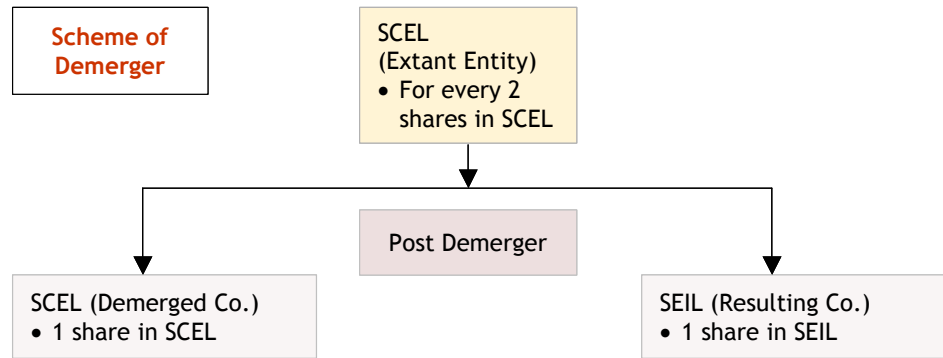 Scheme of
Demerger
SCEL
(Extant Entity)
• For every 2
shares in SCEL
Post Demerger
SCEL (Demerged Co.)
• 1 share in SCEL
SEIL (Resulting Co.)
• 1 share in SEIL